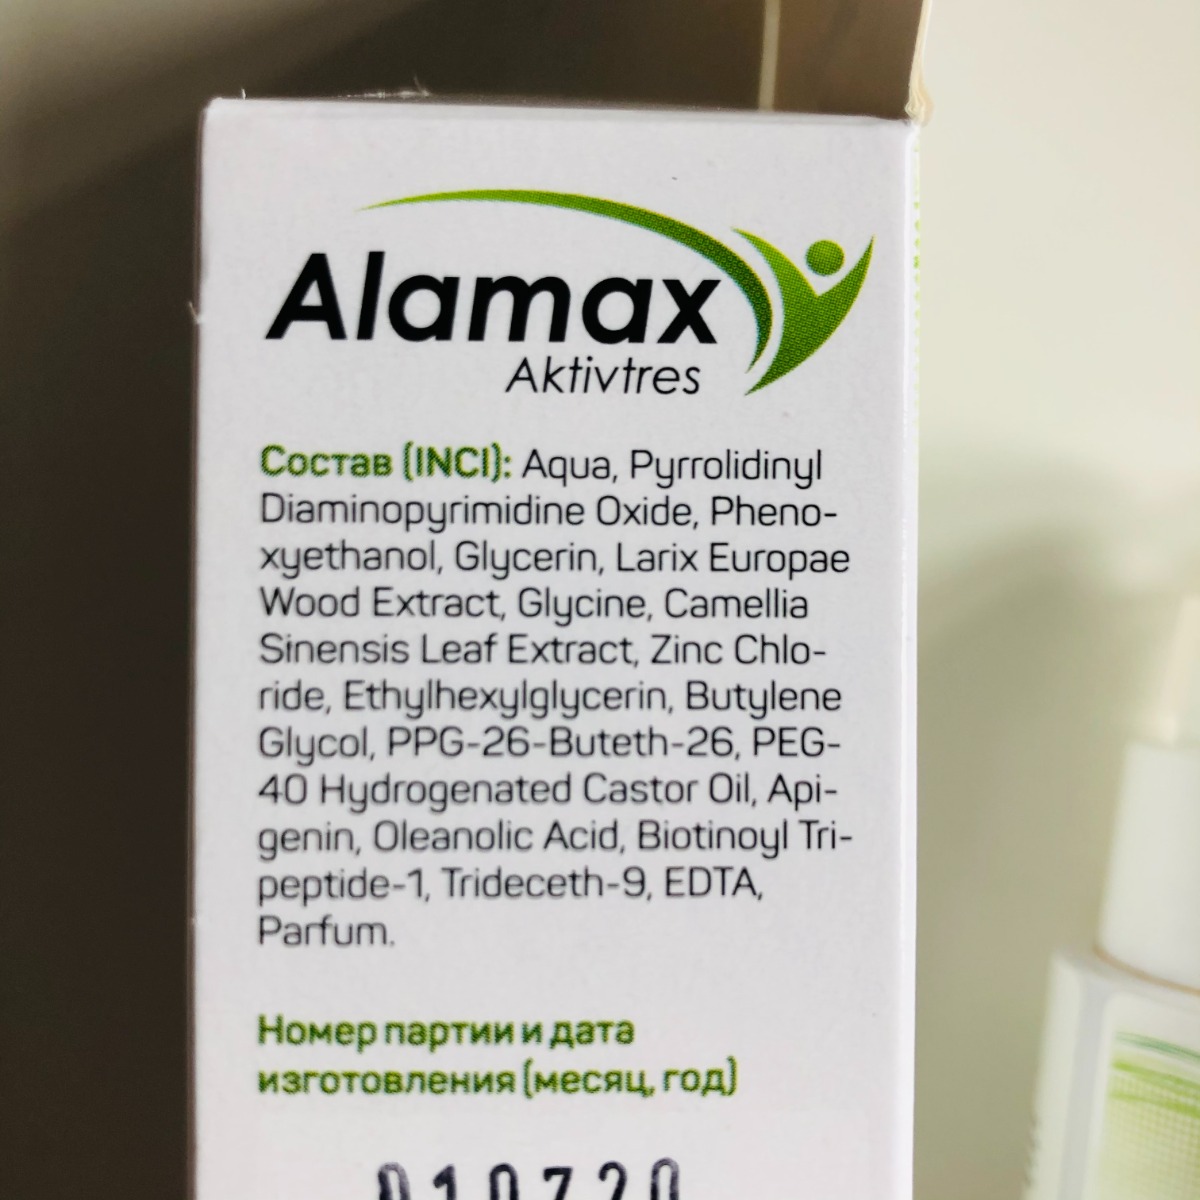 Alamax
Aktivtres
Состав (INCI): Aqua, Pyrrolidinyl
Diaminopyrimidine Oxide, Pheno-
xyethanol, Glycerin, Larix Europae
Wood Extract, Glycine, Camellia
Sinensis Leaf Extract, Zinc Chlo-
ride, Ethylhexylglycerin, Butylene
Glycol, PPG-26-Buteth-26, PEG-
40 Hydrogenated Castor Oil, Api-
genin, Oleanolic Acid, Biotinoyl Tri-
peptide-1, Trideceth-9, EDTA,
Parfum.
Номер партии и дата
изготовления (месяц, год)
010720